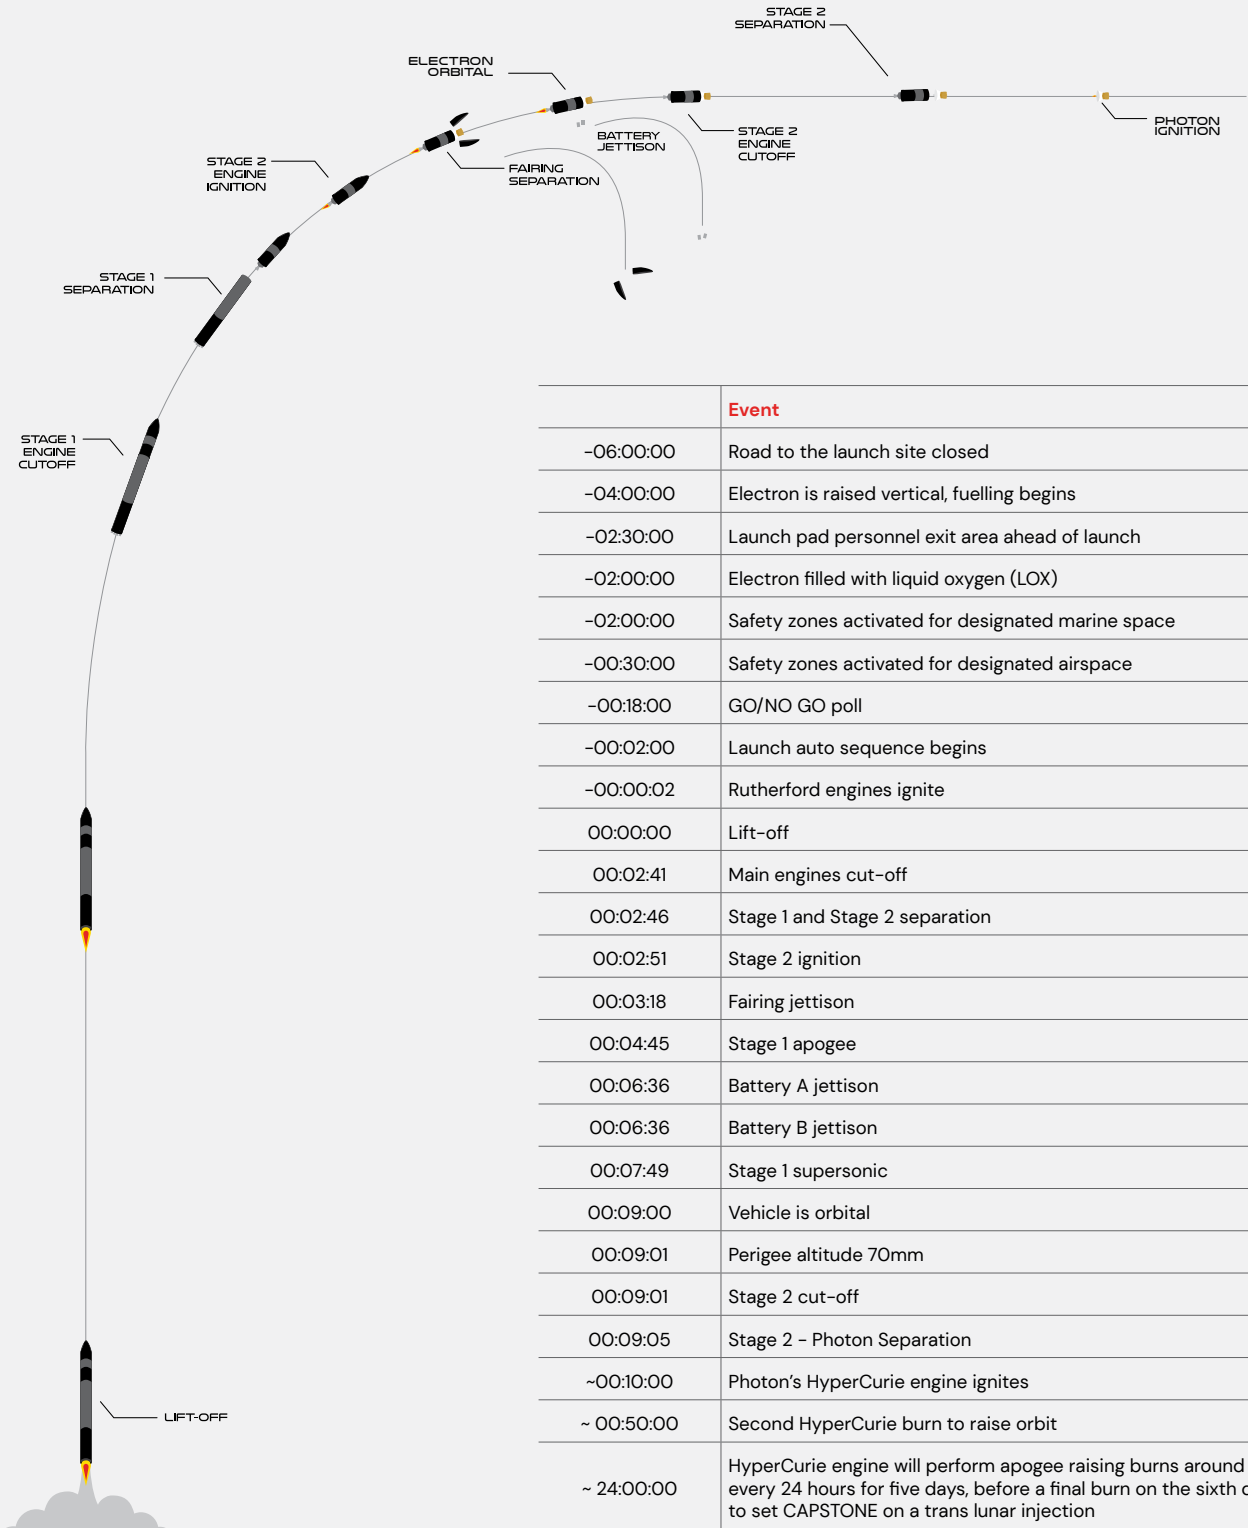 STAGE 2
SEPARATION
ELECTRON
ORBITAL
PHOTON
IGNITION
BATTERY
JETTISON
STAGE 2
ENGINE
CUTOFF
STAGE 2
ENGINE
IGNITION
FAIRING
SEPARATION
STAGE 1
SEPARATION
STAGE 1
ENGINE
CUTOFF
LIFT-OFF
Event
-06:00:00 Road to the launch site closed
-04:00:00 Electron is raised vertical, fuelling begins
-02:30:00 Launch pad personnel exit area ahead of launch
-02:00:00 Electron filled with liquid oxygen (LOX)
-02:00:00 Safety zones activated for designated marine space
-00:30:00 Safety zones activated for designated airspace
-00:18:00 GO/NO GO poll
-00:02:00 Launch auto sequence begins
-00:00:02 Rutherford engines ignite
00:00:00 Lift-off
00:02:41 Main engines cut-off
00:02:46 Stage 1 and Stage 2 separation
00:02:51 Stage 2 ignition
00:03:18 Fairing jettison
00:04:45 Stage 1 apogee
00:06:36 Battery A jettison
00:06:36 Battery B jettison
00:07:49 Stage 1 supersonic
00:09:00 Vehicle is orbital
00:09:01 Perigee altitude 70mm
00:09:01 Stage 2 cut-off
00:09:05 Stage 2 - Photon Separation
~00:10:00 Photon's HyperCurie engine ignites
~ 00:50:00 Second HyperCurie burn to raise orbit
~ 24:00:00 HyperCurie engine will perform apogee raising burns around
every 24 hours for five days, before a final burn on the sixth
to set CAPSTONE on a trans lunar injection